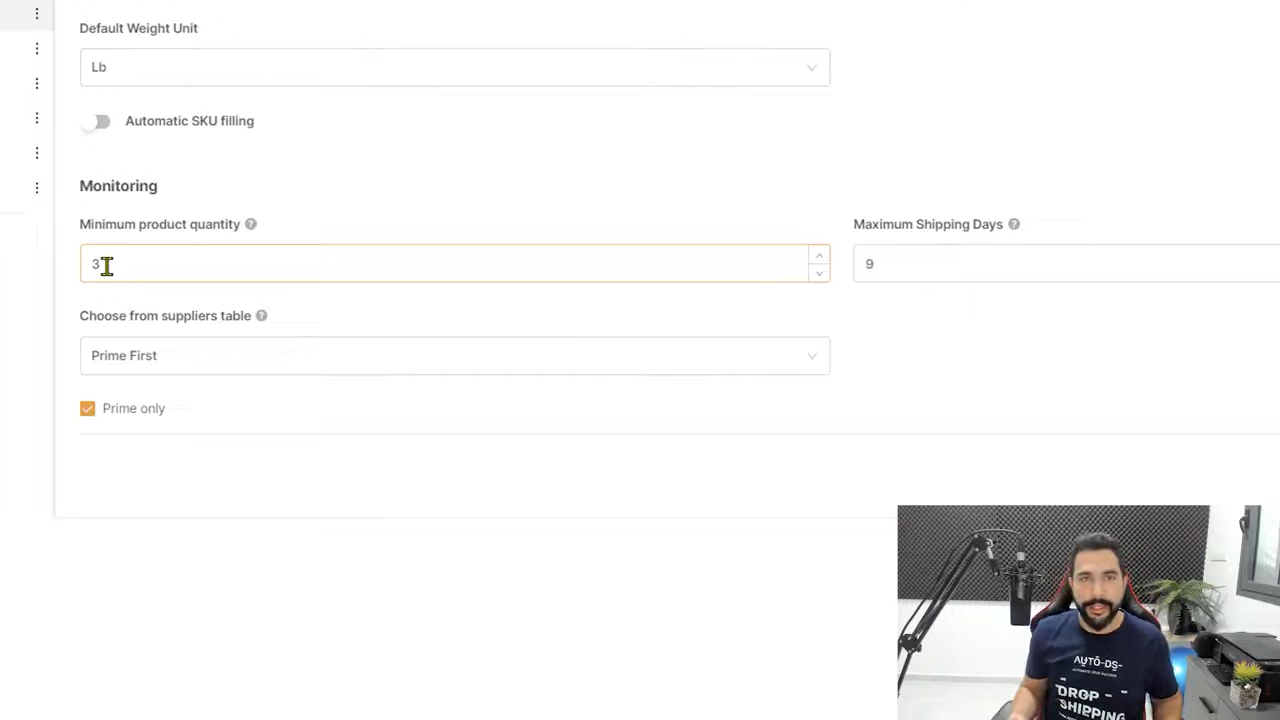 Default Weight Unit
Lb
Automatic SKU filling
Monitoring
Minimum product quantity
Maximum Shipping Days
3
9
Choose from suppliers table
Prime First
Prime only
AUTO-DS-
DROP
SHIPPING